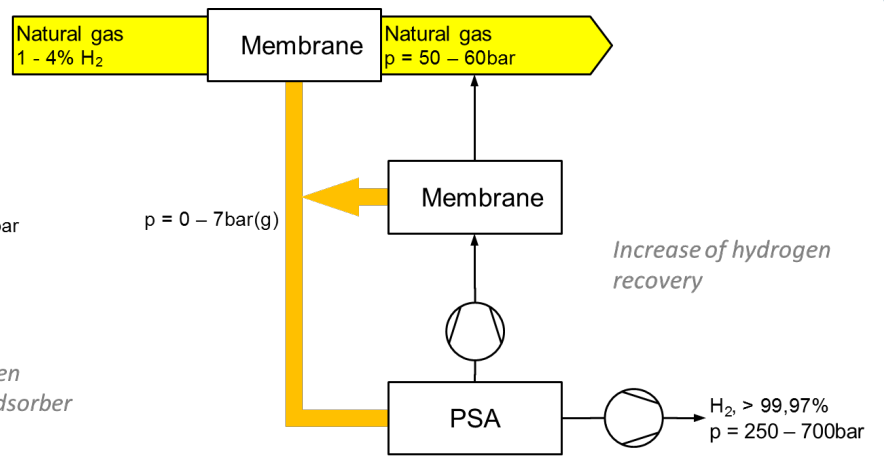 Natural gas
1 - 4% H₂
Membrane
Natural gas
p = 50 – 60bar
Membrane
p = 0 – 7bar(g)
Increase of hydrogen
recovery
PSA
H₂, > 99,97%
p = 250 – 700bar